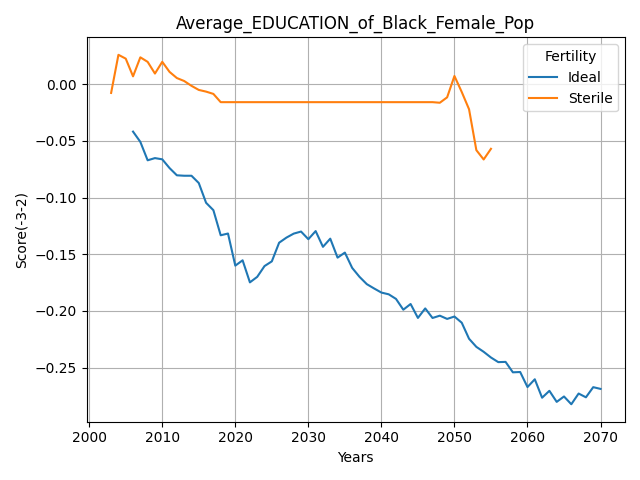 Average_EDUCATION_of_Black_Female_Pop
Fertility
Ideal
Sterile
0.00
−0.05
−0.10
−0.15
−0.20
−0.25
Score(-3-2)
2000 2010 2020 2030 2040 2050 2060 2070
Years